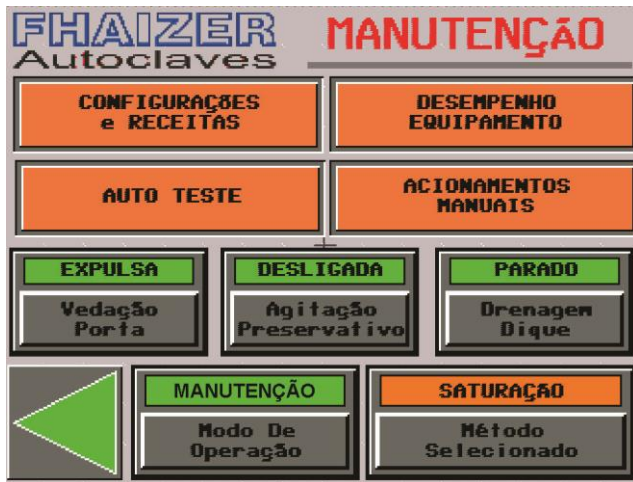 FHAIZER
Autoclaves
MANUTENÇÃO
CONFIGURAÇÕES
e RECEITAS
DESEMPENHO
EQUIPAMENTO
AUTO TESTE
ACIONAMENTOS
MANUAIS
EXPULSA
Vedação
Porta
DESLIGADA
Agitação
Preservativo
PARADO
Drenagem
Dique
MANUTENÇÃO
Modo De
Operação
SATURAÇÃO
Método
Selecionado